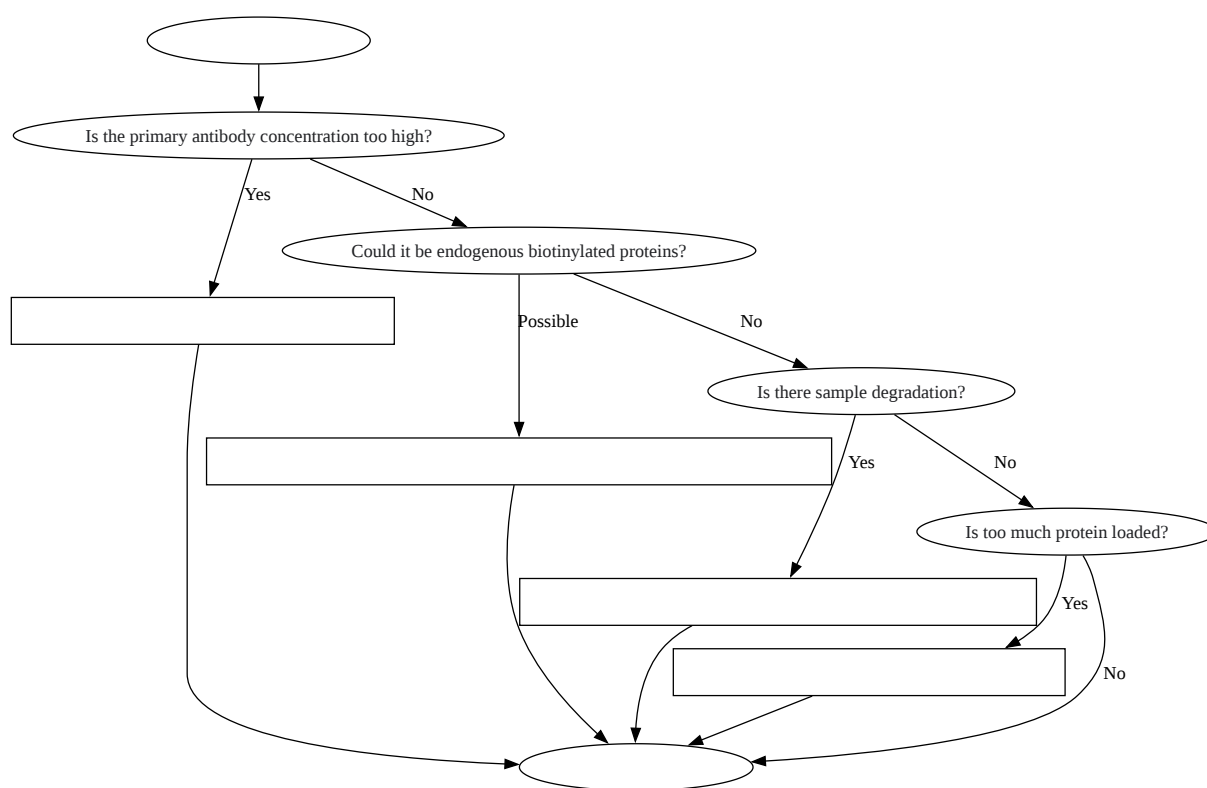 Is the primary antibody concentration too high?
Yes
No
Could it be endogenous biotinylated proteins?
Possible
No
Is there sample degradation?
Yes
No
Is too much protein loaded?
Yes
No